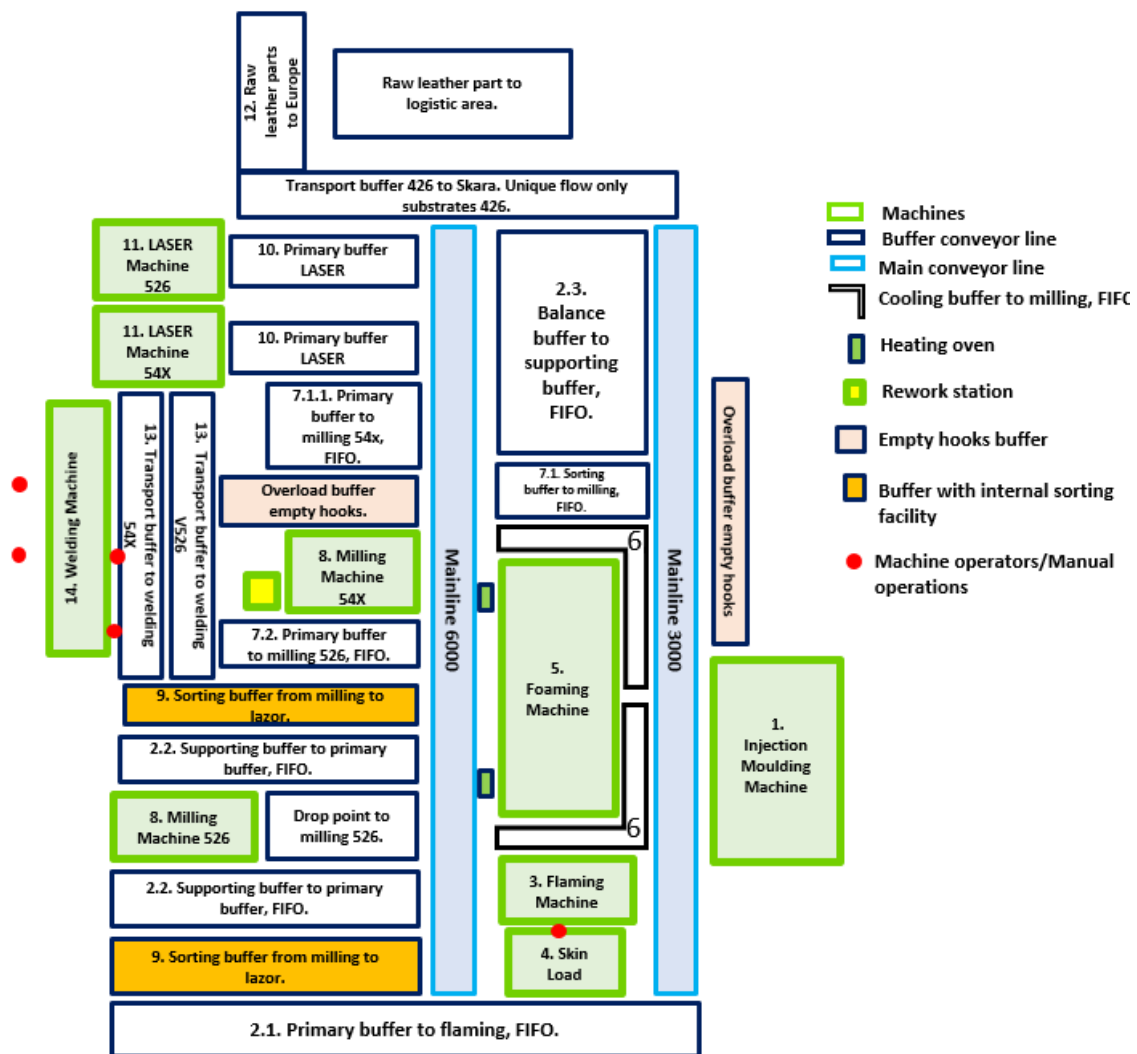 12. Raw
leather parts
to Europe
Raw leather part to
logistic area.
Transport buffer 426 to Skara. Unique flow only
substrates 426.
11. LASER
Machine
526
10. Primary buffer
LASER
11. LASER
Machine
54X
10. Primary buffer
LASER
7.1.1. Primary
buffer to
milling 54x,
FIFO.
14. Welding Machine
13. Transport buffer to welding
54X
13. Transport buffer to welding
V526
Overload buffer
empty hooks.
8. Milling
Machine
54X
7.2. Primary buffer
to milling 526, FIFO.
9. Sorting buffer from milling to
lazor.
2.2. Supporting buffer to primary
buffer, FIFO.
8. Milling
Machine 526
Drop point to
milling 526.
2.2. Supporting buffer to primary
buffer, FIFO.
9. Sorting buffer from milling to
lazor.
2.1. Primary buffer to flaming, FIFO.
Mainline 6000
2.3.
Balance
buffer to
supporting
buffer,
FIFO.
7.1. Sorting
buffer to milling,
FIFO.
6
5.
Foaming
Machine
6
3. Flaming
Machine
4. Skin
Load
Mainline 3000
Overload buffer empty hooks
1.
Injection
Moulding
Machine
Machines
Buffer conveyor line
Main conveyor line
Cooling buffer to milling, FIFO
Heating oven
Rework station
Empty hooks buffer
Buffer with internal sorting
facility
Machine operators/Manual
operations